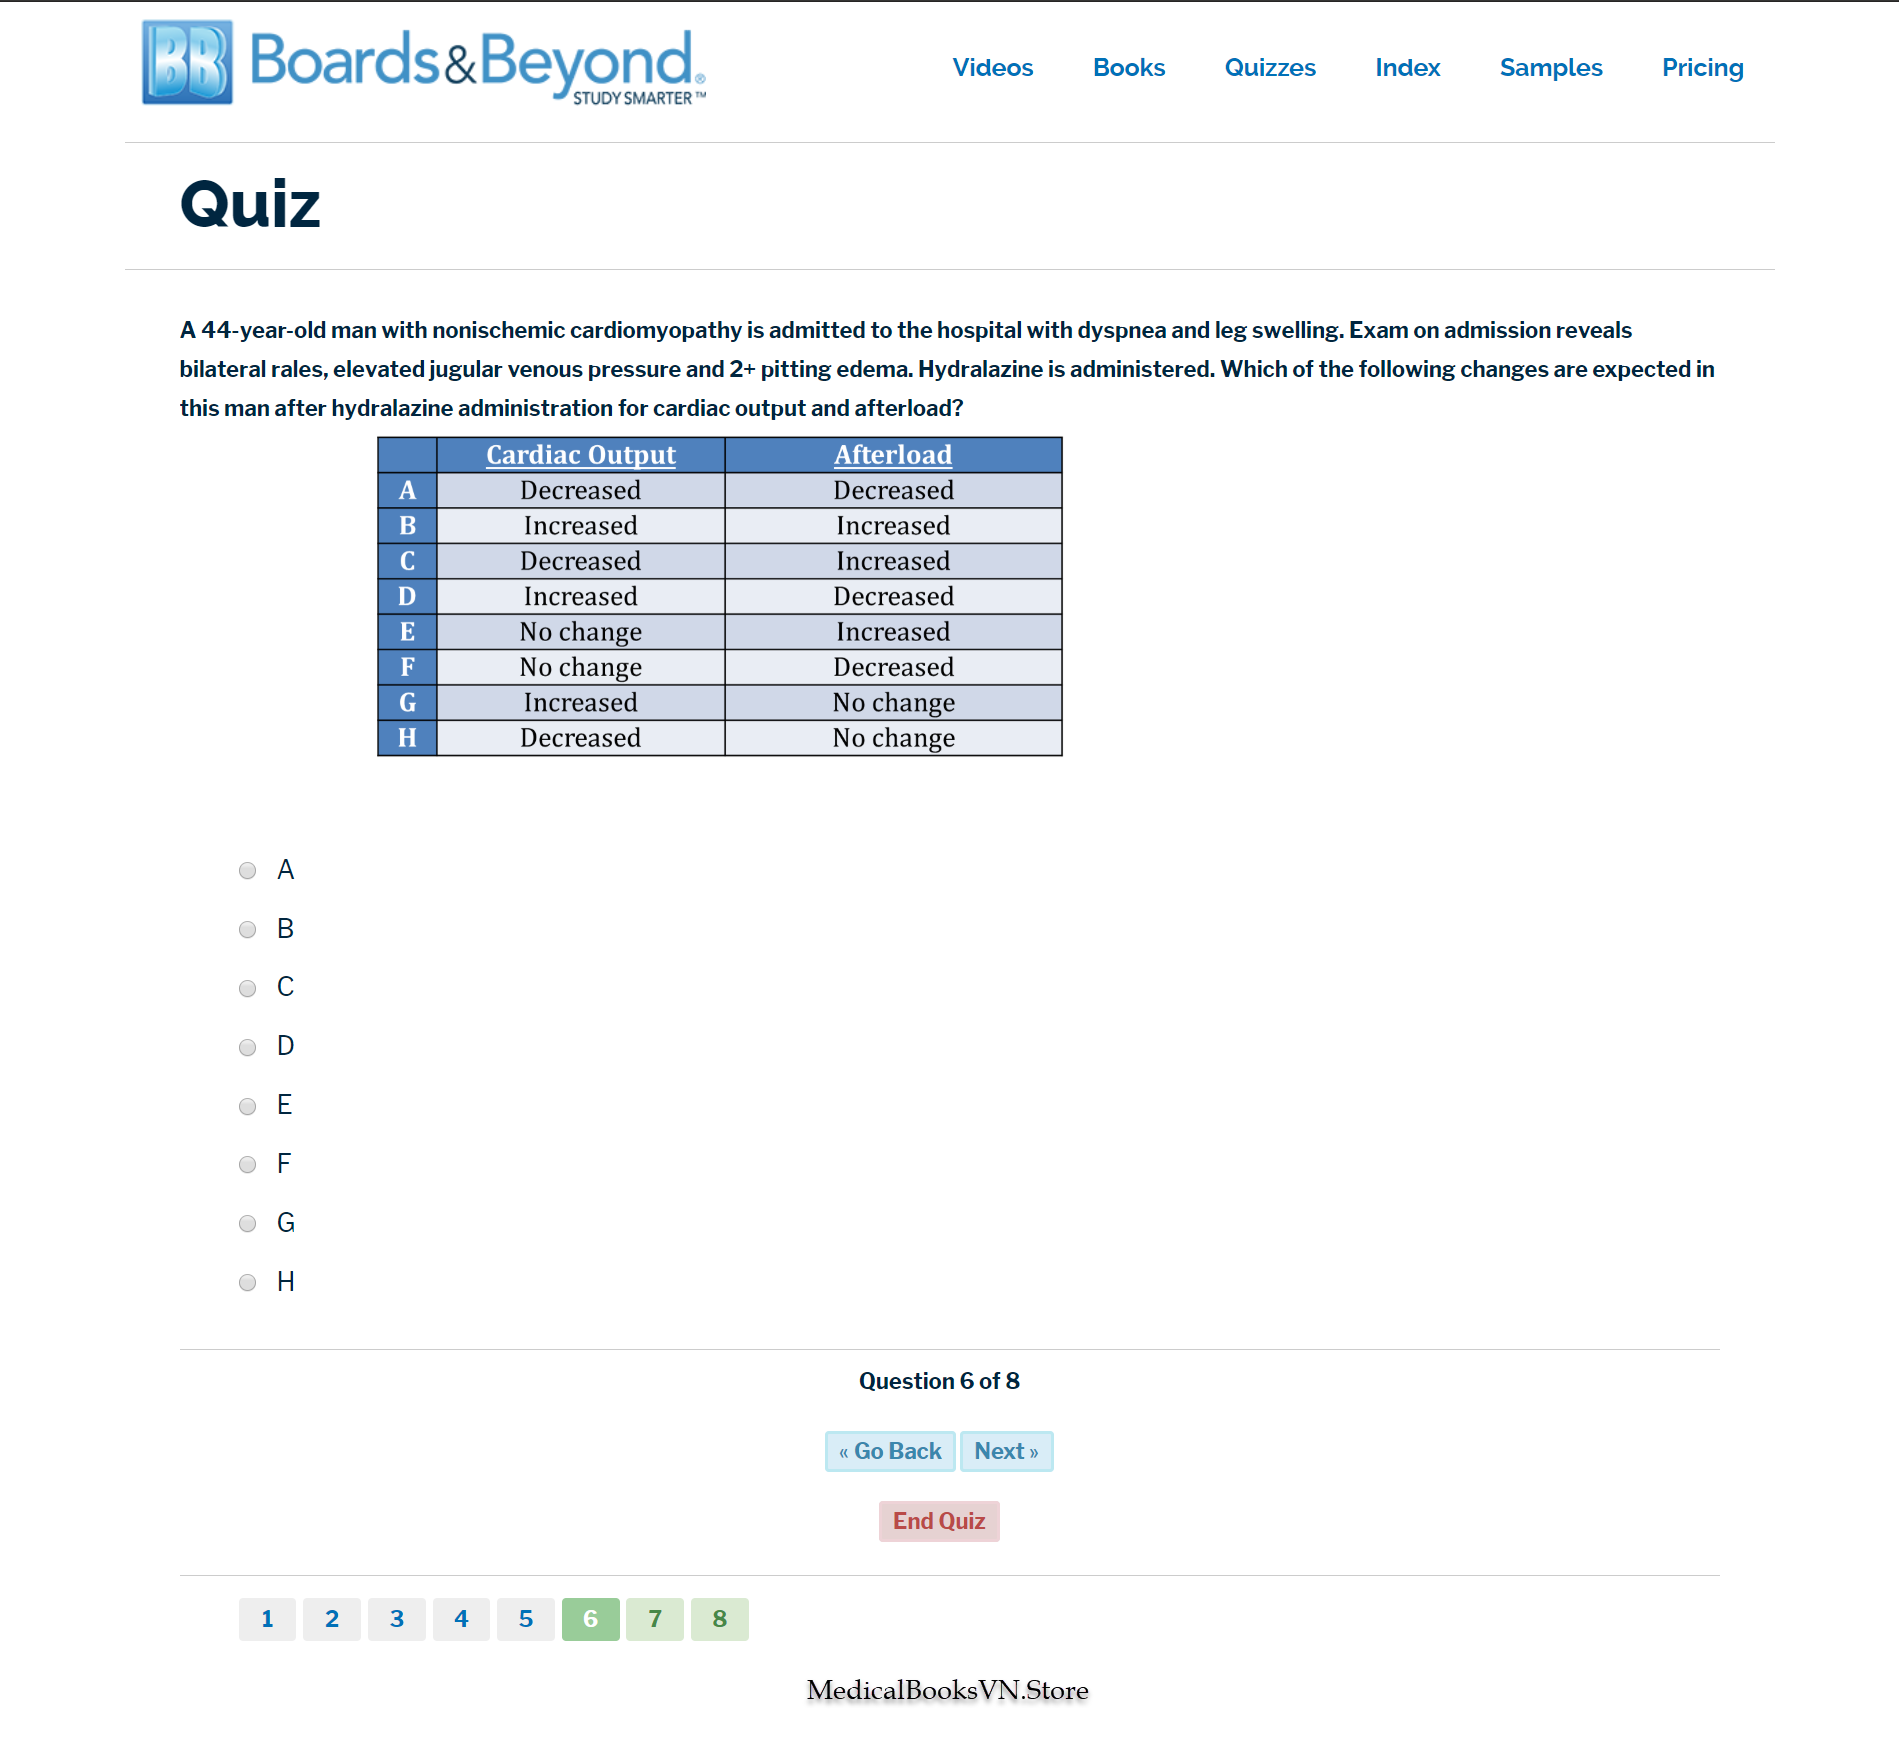 BB Boards&Beyond.®
STUDY SMARTER™
Videos Books Quizzes Index Samples Pricing
Quiz
A 44-year-old man with nonischemic cardiomyopathy is admitted to the hospital with dyspnea and leg swelling. Exam on admission reveals
bilateral rales, elevated jugular venous pressure and 2+ pitting edema. Hydralazine is administered. Which of the following changes are expected in
this man after hydralazine administration for cardiac output and afterload?
Cardiac Output Afterload
A Decreased Decreased
B Increased Increased
C Decreased Increased
D Increased Decreased
E No change Increased
F No change Decreased
G Increased No change
H Decreased No change
A
B
C
D
E
F
G
H
Question 6 of 8
« Go Back Next »
End Quiz
1 2 3 4 5 6 7 8
MedicalBooksVN.Store